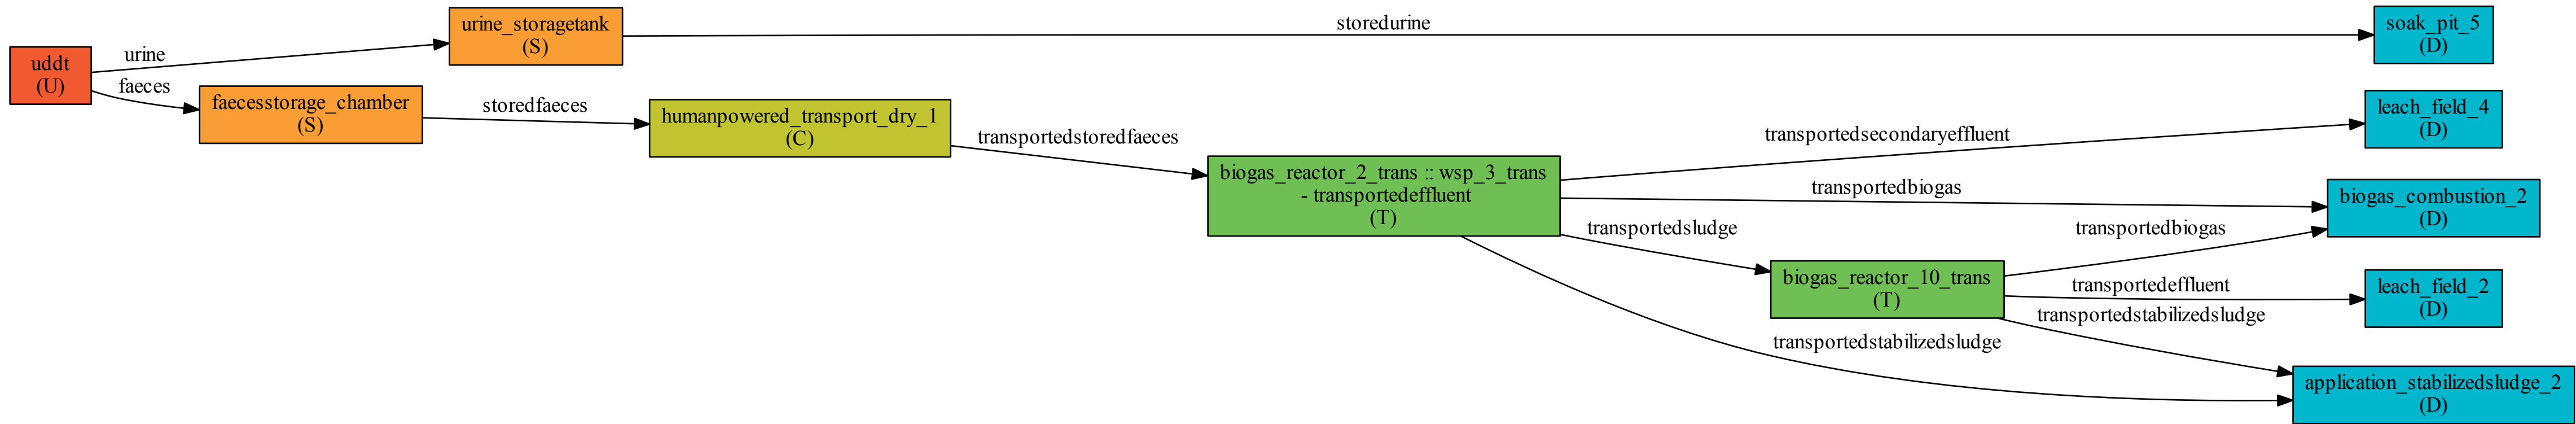 uddt
(U)
urine
faeces
urine_storagetank
(S)
faecesstorage_chamber
(S)
storedurine
storedfaeces
humanpowered_transport_dry_1
(C)
transportedstoredfaeces
biogas_reactor_2_trans :: wsp_3_trans
- transportedeffluent
(T)
transportedsecondaryeffluent
transportedbiogas
transportedsludge
transportedstabilizedsludge
biogas_reactor_10_trans
(T)
transportedbiogas
transportedeffluent
transportedstabilizedsludge
soak_pit_5
(D)
leach_field_4
(D)
biogas_combustion_2
(D)
leach_field_2
(D)
application_stabilizedsludge_2
(D)